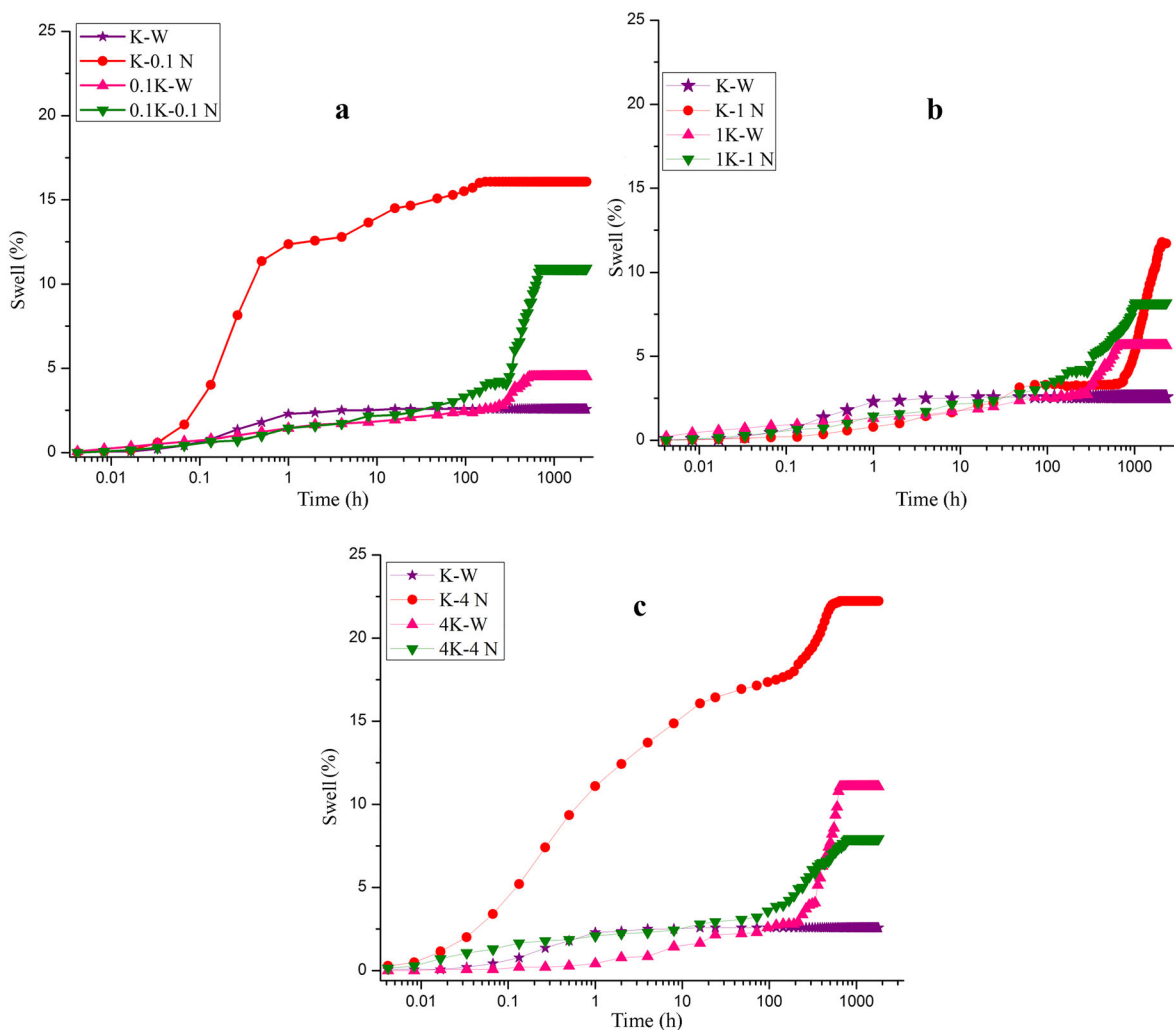 K-W
K-0.1 N
0.1K-W
0.1K-0.1 N
a
25
20
15
10
5
0
Swell (%)
0.01 0.1 1 10 100 1000
Time (h)
K-W
K-1 N
1K-W
1K-1 N
b
25
20
15
10
5
0
Swell (%)
0.01 0.1 1 10 100 1000
Time (h)
K-W
K-4 N
4K-W
4K-4 N
c
25
20
15
10
5
0
Swell (%)
0.01 0.1 1 10 100 1000
Time (h)